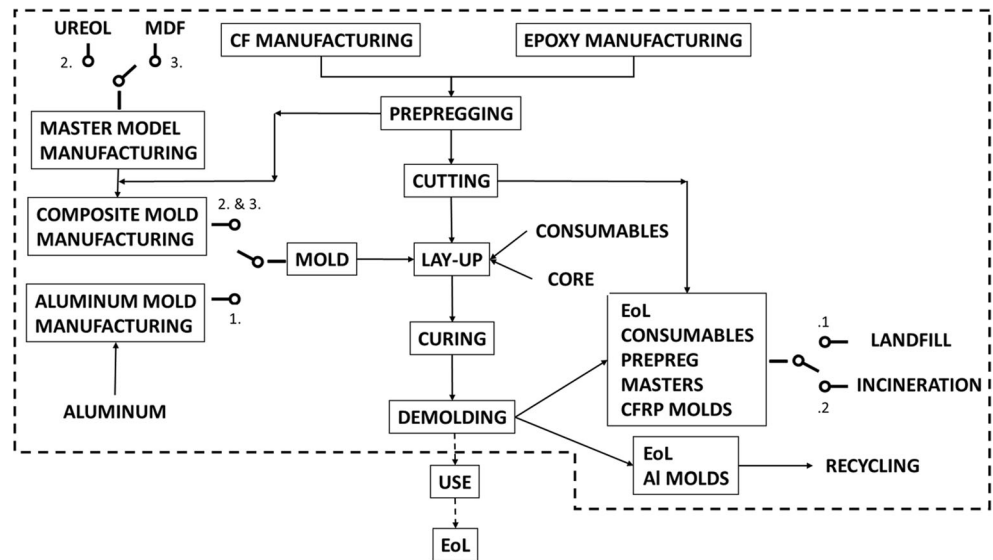 UREOL
MDF
2.
3.
CF MANUFACTURING
EPOXY MANUFACTURING
MASTER MODEL
MANUFACTURING
PREPREGGING
CUTTING
COMPOSITE MOLD
MANUFACTURING
2. & 3.
MOLD
LAY-UP
CONSUMABLES
CORE
ALUMINUM MOLD
MANUFACTURING
1.
ALUMINUM
CURING
DEMOLDING
EoL
CONSUMABLES
PREPREG
MASTERS
CFRP MOLDS
.1
LANDFILL
INCINERATION
.2
EoL
Al MOLDS
RECYCLING
USE
EoL